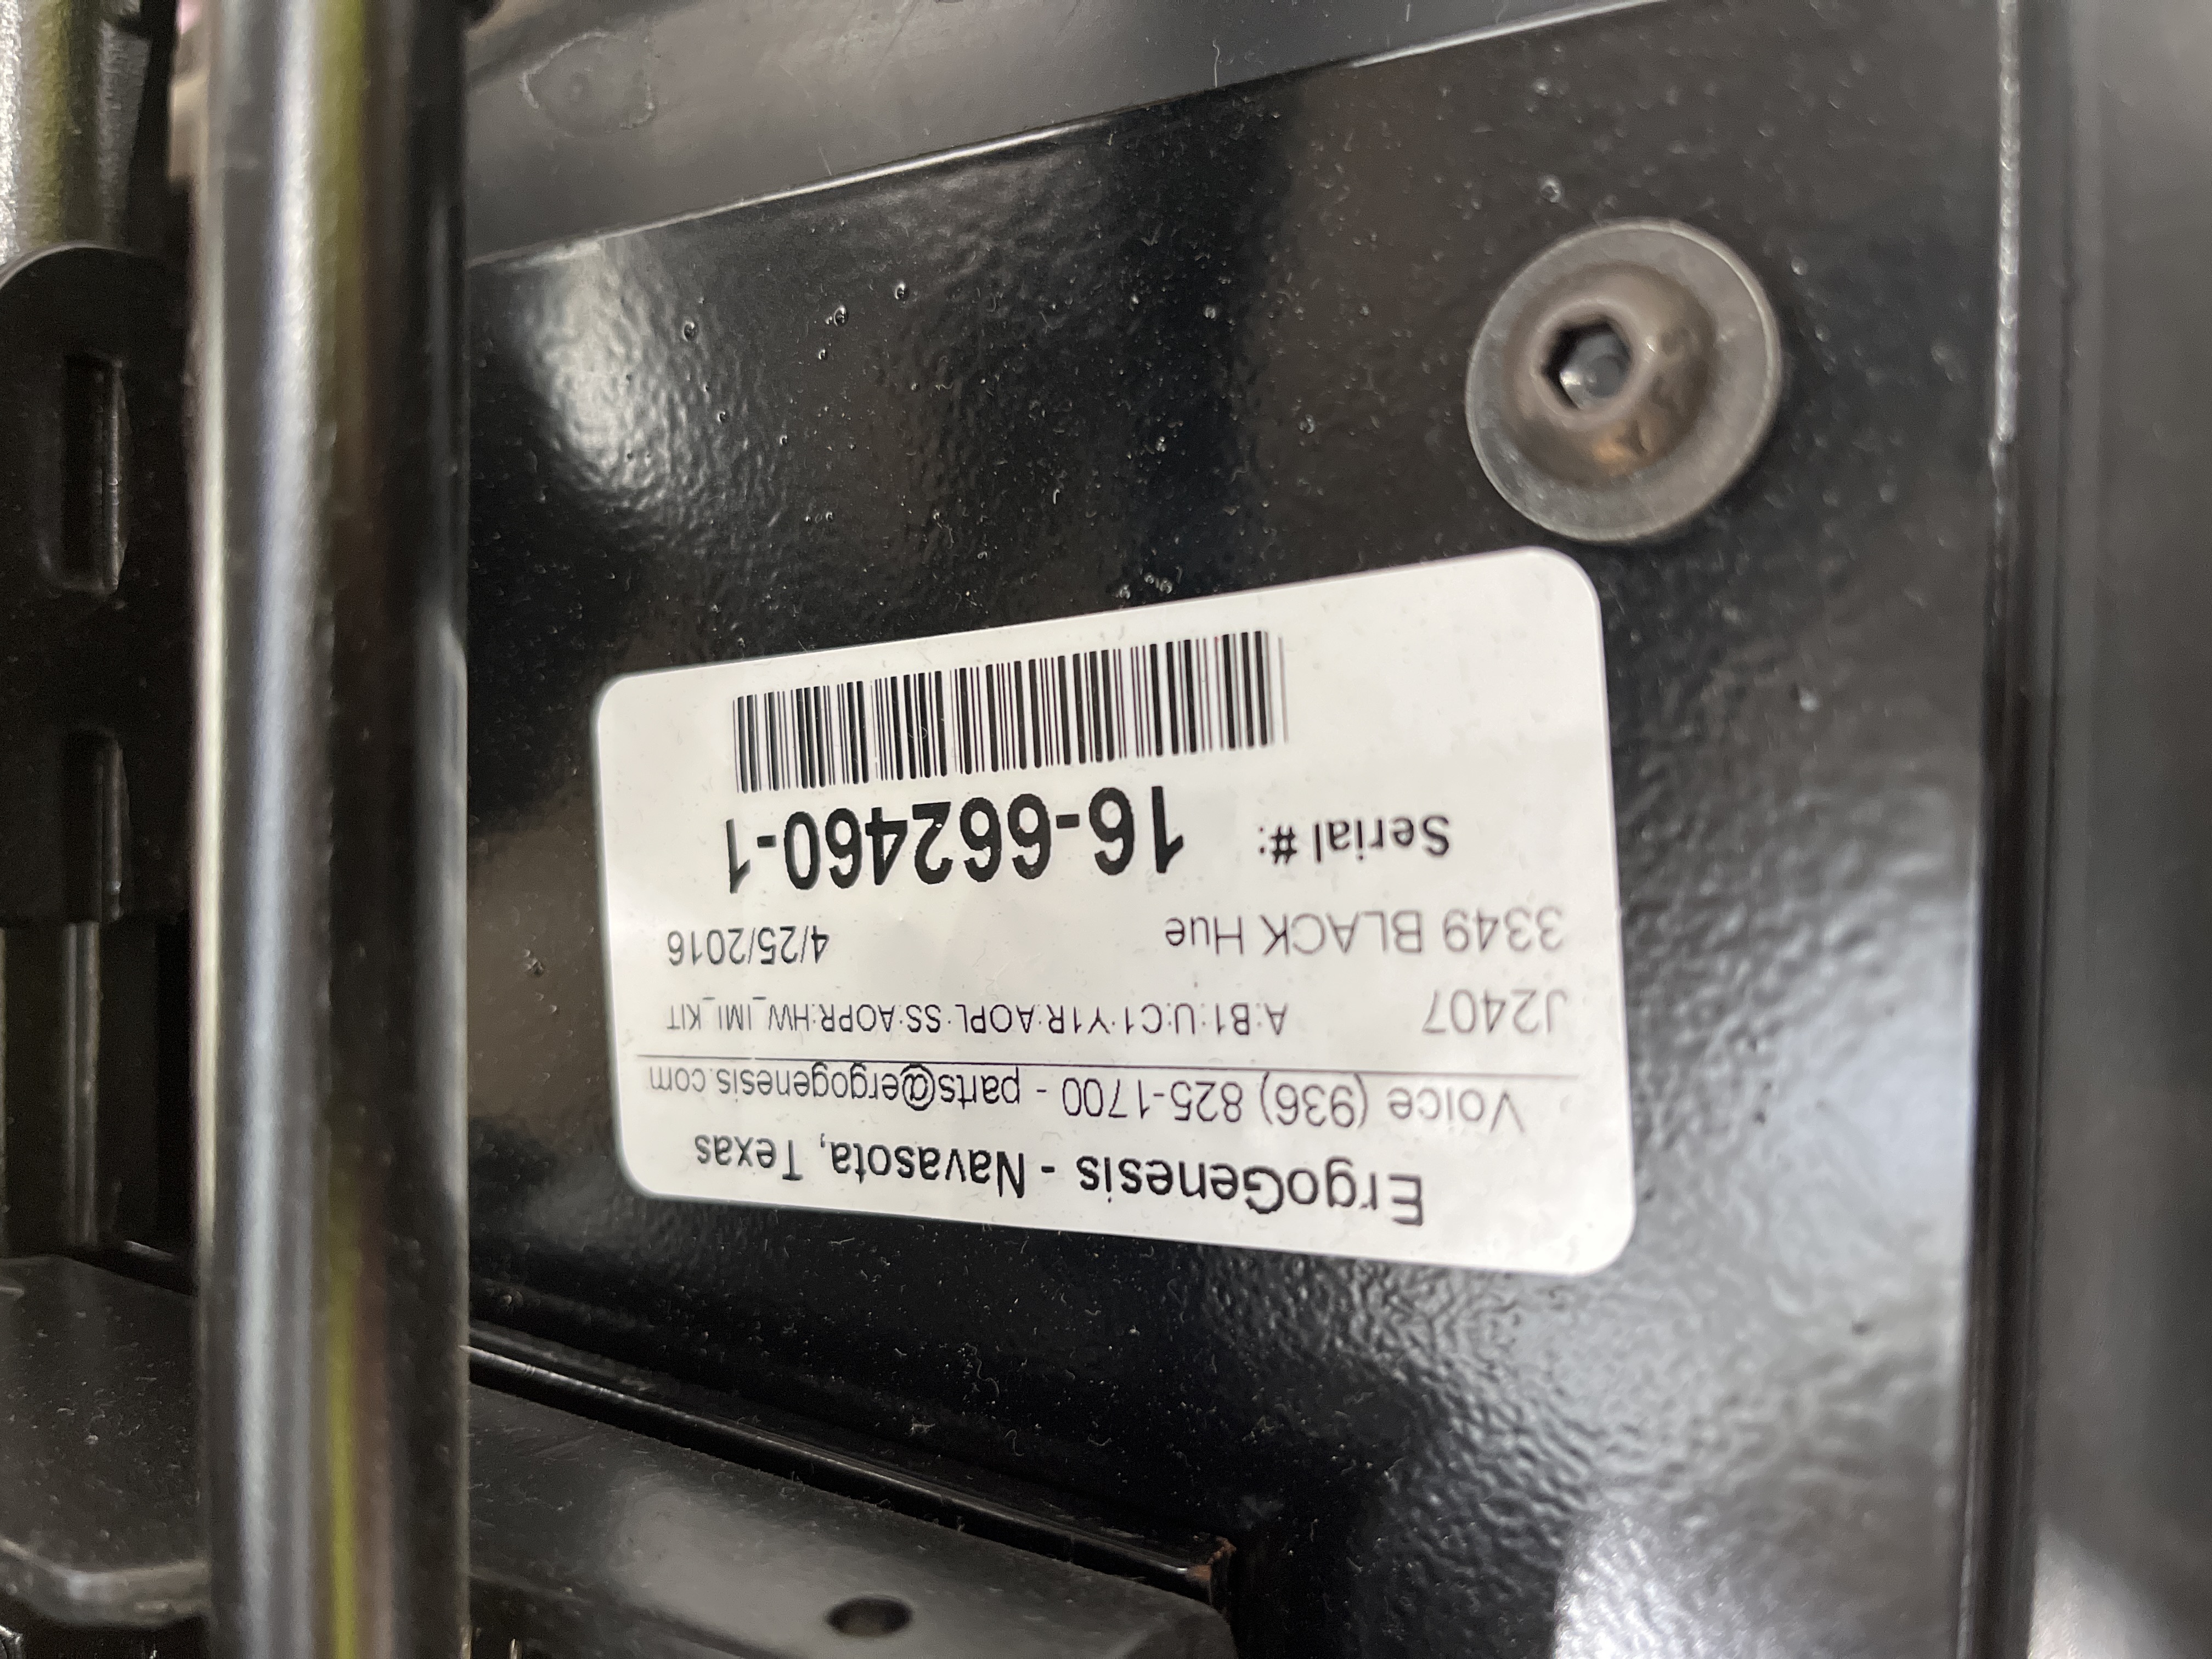 ErgoGenesis - Navasota, Texas
Voice (936) 825-1700 - parts@ergogenesis.com
J2407 A:B1:U:C1:Y1R:AOPL:SS:AOPR:HW_IMI_KIT
3349 BLACK Hue 4/25/2016
Serial #: 16-662460-1